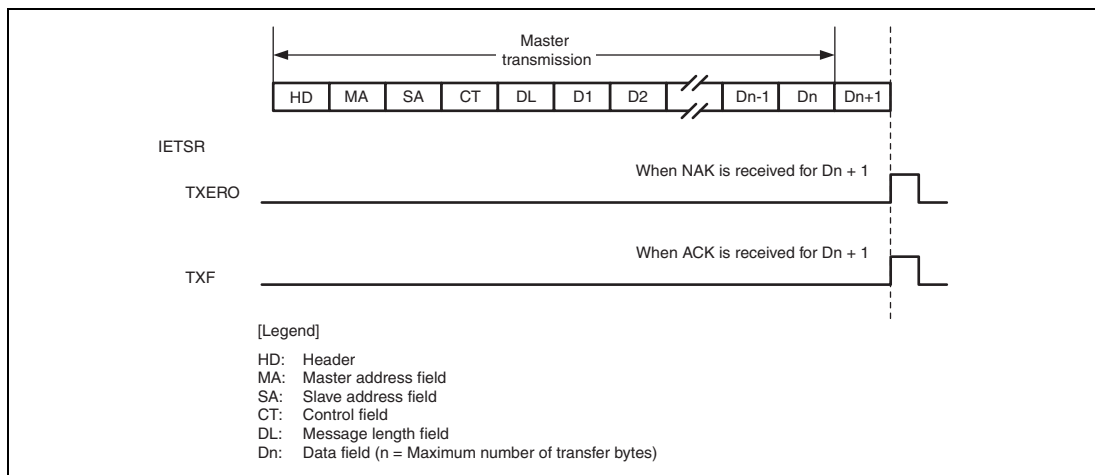 Master
transmission
HD MA SA CT DL D1 D2 Dn-1 Dn Dn+1
IETSR
When NAK is received for Dn + 1
TXERO
When ACK is received for Dn + 1
TXF
[Legend]
HD: Header
MA: Master address field
SA: Slave address field
CT: Control field
DL: Message length field
Dn: Data field (n = Maximum number of transfer bytes)